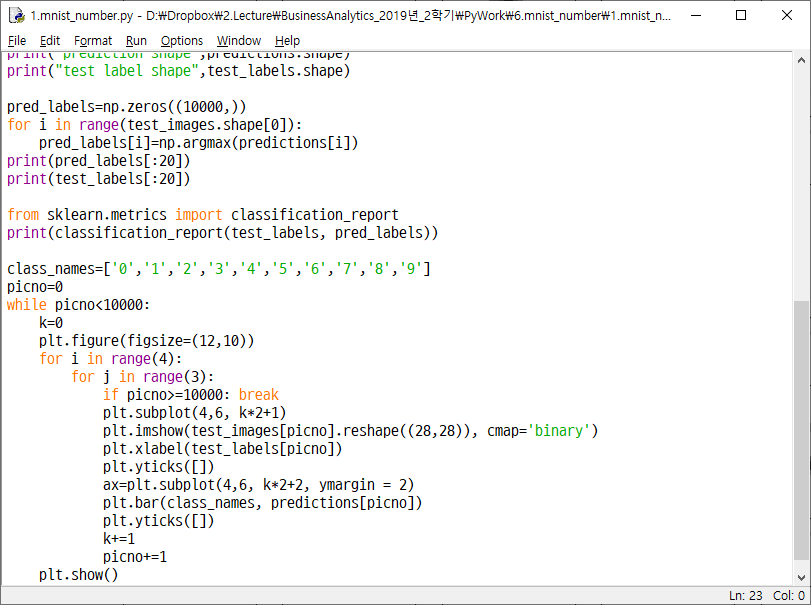 1.mnist_number.py - D:₩Dropbox₩2.Lecture₩BusinessAnalytics_2019년_2학기₩PyWork₩6.mnist_number₩1.mnist_n...
File Edit Format Run Options Window Help
print("prediction shape",predictions.shape)
print("test label shape",test_labels.shape)
pred_labels=np.zeros((10000,))
for i in range(test_images.shape[0]):
    pred_labels[i]=np.argmax(predictions[i])
print(pred_labels[:20])
print(test_labels[:20])
from sklearn.metrics import classification_report
print(classification_report(test_labels, pred_labels))
class_names=['0','1','2','3','4','5','6','7','8','9']
picno=0
while picno<10000:
    k=0
    plt.figure(figsize=(12,10))
    for i in range(4):
        for j in range(3):
            if picno>=10000: break
            plt.subplot(4,6, k*2+1)
            plt.imshow(test_images[picno].reshape((28,28)), cmap='binary')
            plt.xlabel(test_labels[picno])
            plt.yticks([])
            ax=plt.subplot(4,6, k*2+2, ymargin = 2)
            plt.bar(class_names, predictions[picno])
            plt.yticks([])
            k+=1
            picno+=1
    plt.show()
Ln: 23 Col: 0